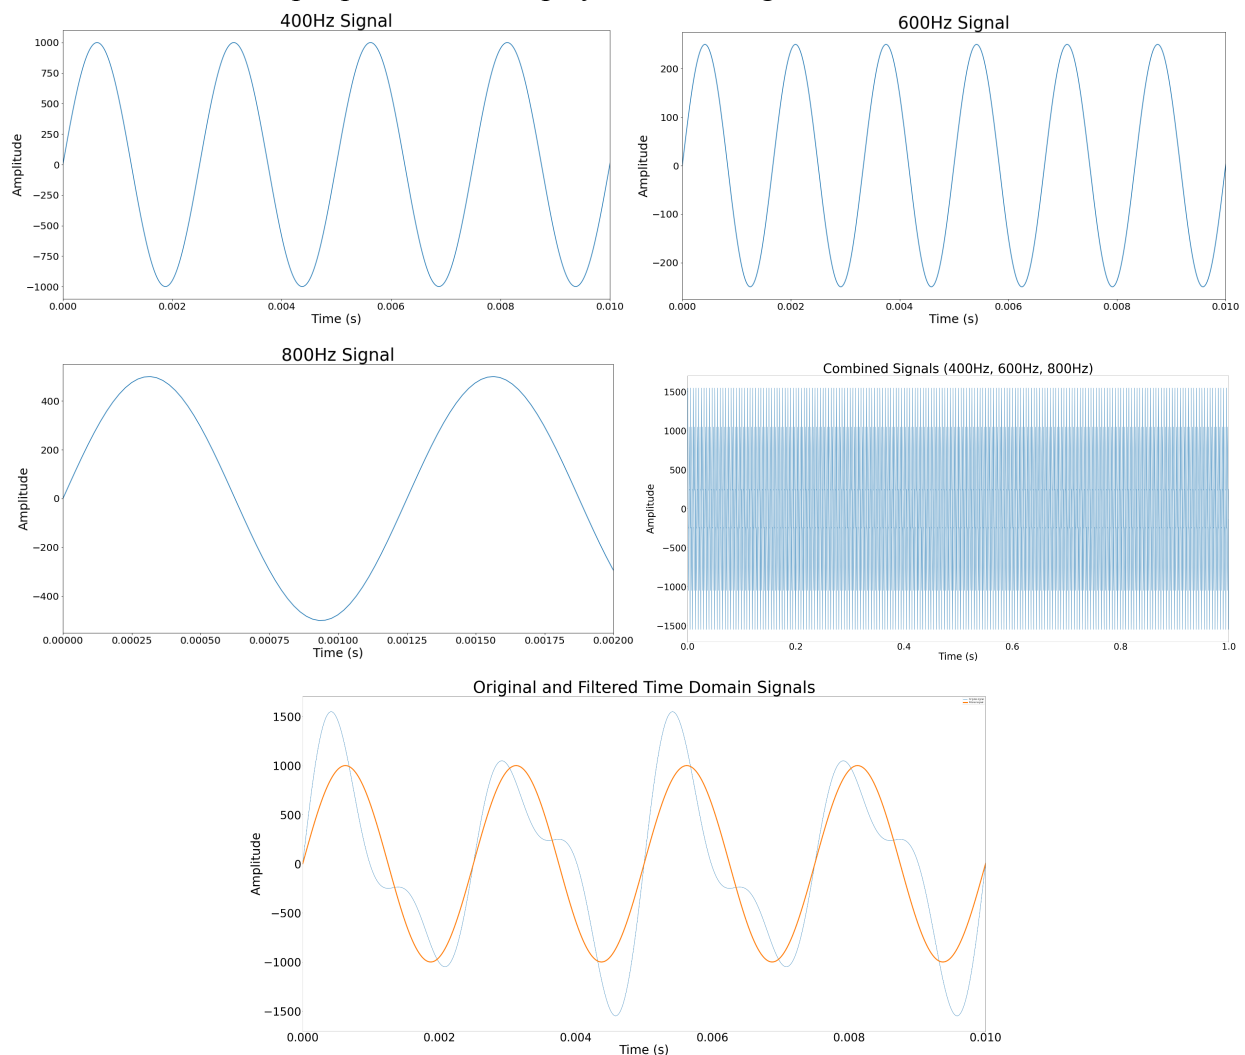 400Hz Signal
1000
750
500
250
0
−250
−500
−750
−1000
Amplitude
0.000 0.002 0.004 0.006 0.008 0.010
Time (s)
600Hz Signal
200
100
0
−100
−200
Amplitude
0.000 0.002 0.004 0.006 0.008 0.010
Time (s)
800Hz Signal
400
200
0
−200
−400
Amplitude
0.00000 0.00025 0.00050 0.00075 0.00100 0.00125 0.00150 0.00175 0.00200
Time (s)
Combined Signals (400Hz, 600Hz, 800Hz)
1500
1000
500
0
−500
−1000
−1500
Amplitude
0.0 0.2 0.4 0.6 0.8 1.0
Time (s)
Original and Filtered Time Domain Signals
1500
1000
500
0
−500
−1000
−1500
Amplitude
0.000 0.002 0.004 0.006 0.008 0.010
Time (s)